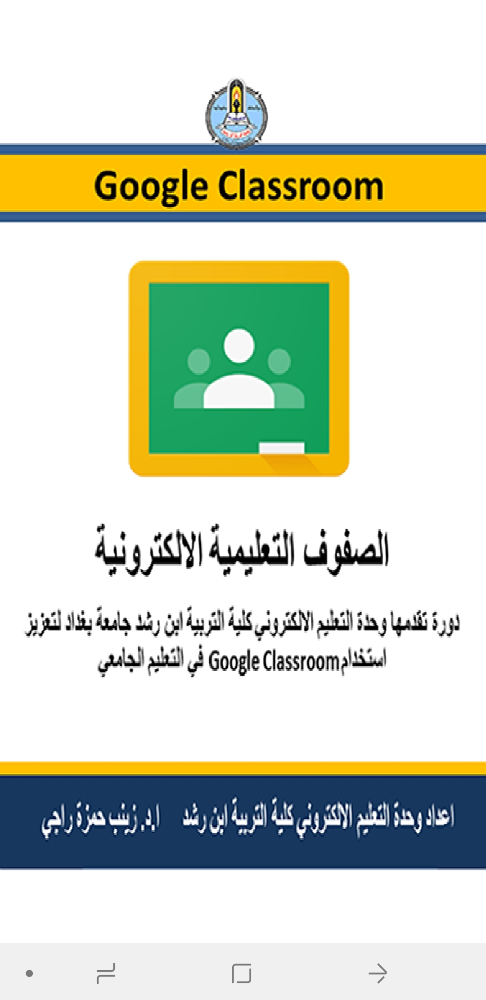 Google Classroom
الصفوف التعليمية الالكترونية
دورة تقدمها وحدة التعليم الالكتروني كلية التربية ابن رشد جامعة بغداد لتعزيز
استخدام Google Classroom في التعليم الجامعي
اعداد وحدة التعليم الالكتروني كلية التربية ابن رشد ا.د. زينب حمزة راجي